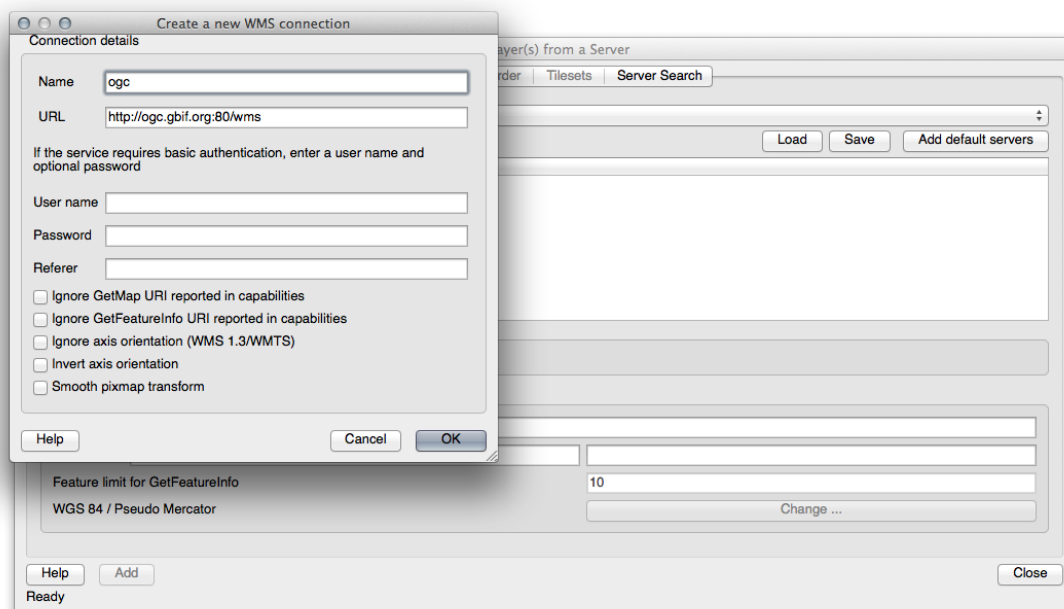 Create a new WMS connection
Connection details
Name
ogc
URL
http://ogc.gbif.org:80/wms
If the service requires basic authentication, enter a user name and
optional password
User name
Password
Referer
Ignore GetMap URI reported in capabilities
Ignore GetFeatureInfo URI reported in capabilities
Ignore axis orientation (WMS 1.3/WMTS)
Invert axis orientation
Smooth pixmap transform
Help
Cancel
OK
ayer(s) from a Server
rder
Tilesets
Server Search
Load
Save
Add default servers
Feature limit for GetFeatureInfo
10
WGS 84 / Pseudo Mercator
Change ...
Help
Add
Close
Ready